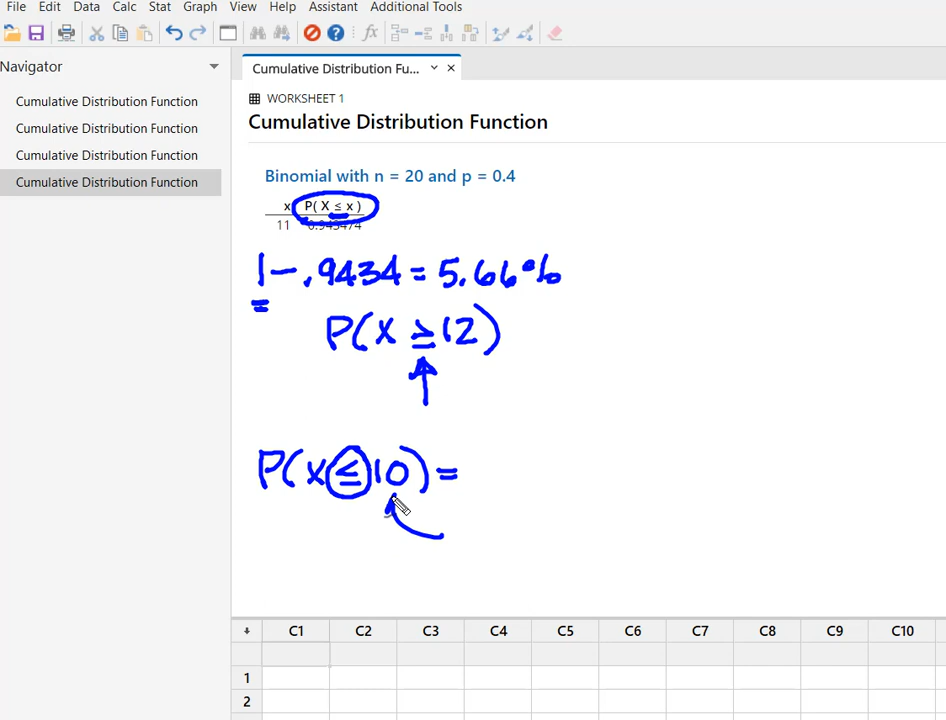 File Edit Data Calc Stat Graph View Help Assistant Additional Tools
fx
Navigator
Cumulative Distribution Function
Cumulative Distribution Function
Cumulative Distribution Function
Cumulative Distribution Function
Cumulative Distribution Fu...
WORKSHEET 1
Cumulative Distribution Function
Binomial with n = 20 and p = 0.4
x P( X ≤ x )
11 0.943474
1 - .9434 = 5.66%
P(X ≥ 12)
P(X ≤ 10) =
C1 C2 C3 C4 C5 C6 C7 C8 C9 C10
1
2